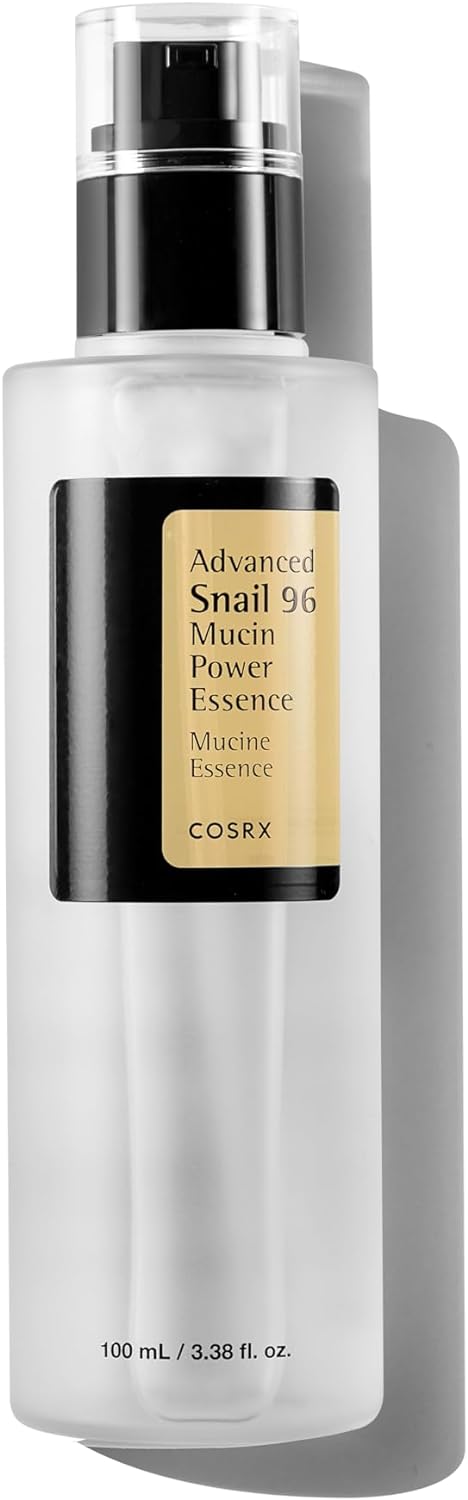 Advanced
Snail 96
Mucin
Power
Essence
Mucine
Essence
COSRX
100 mL / 3.38 fl. oz.